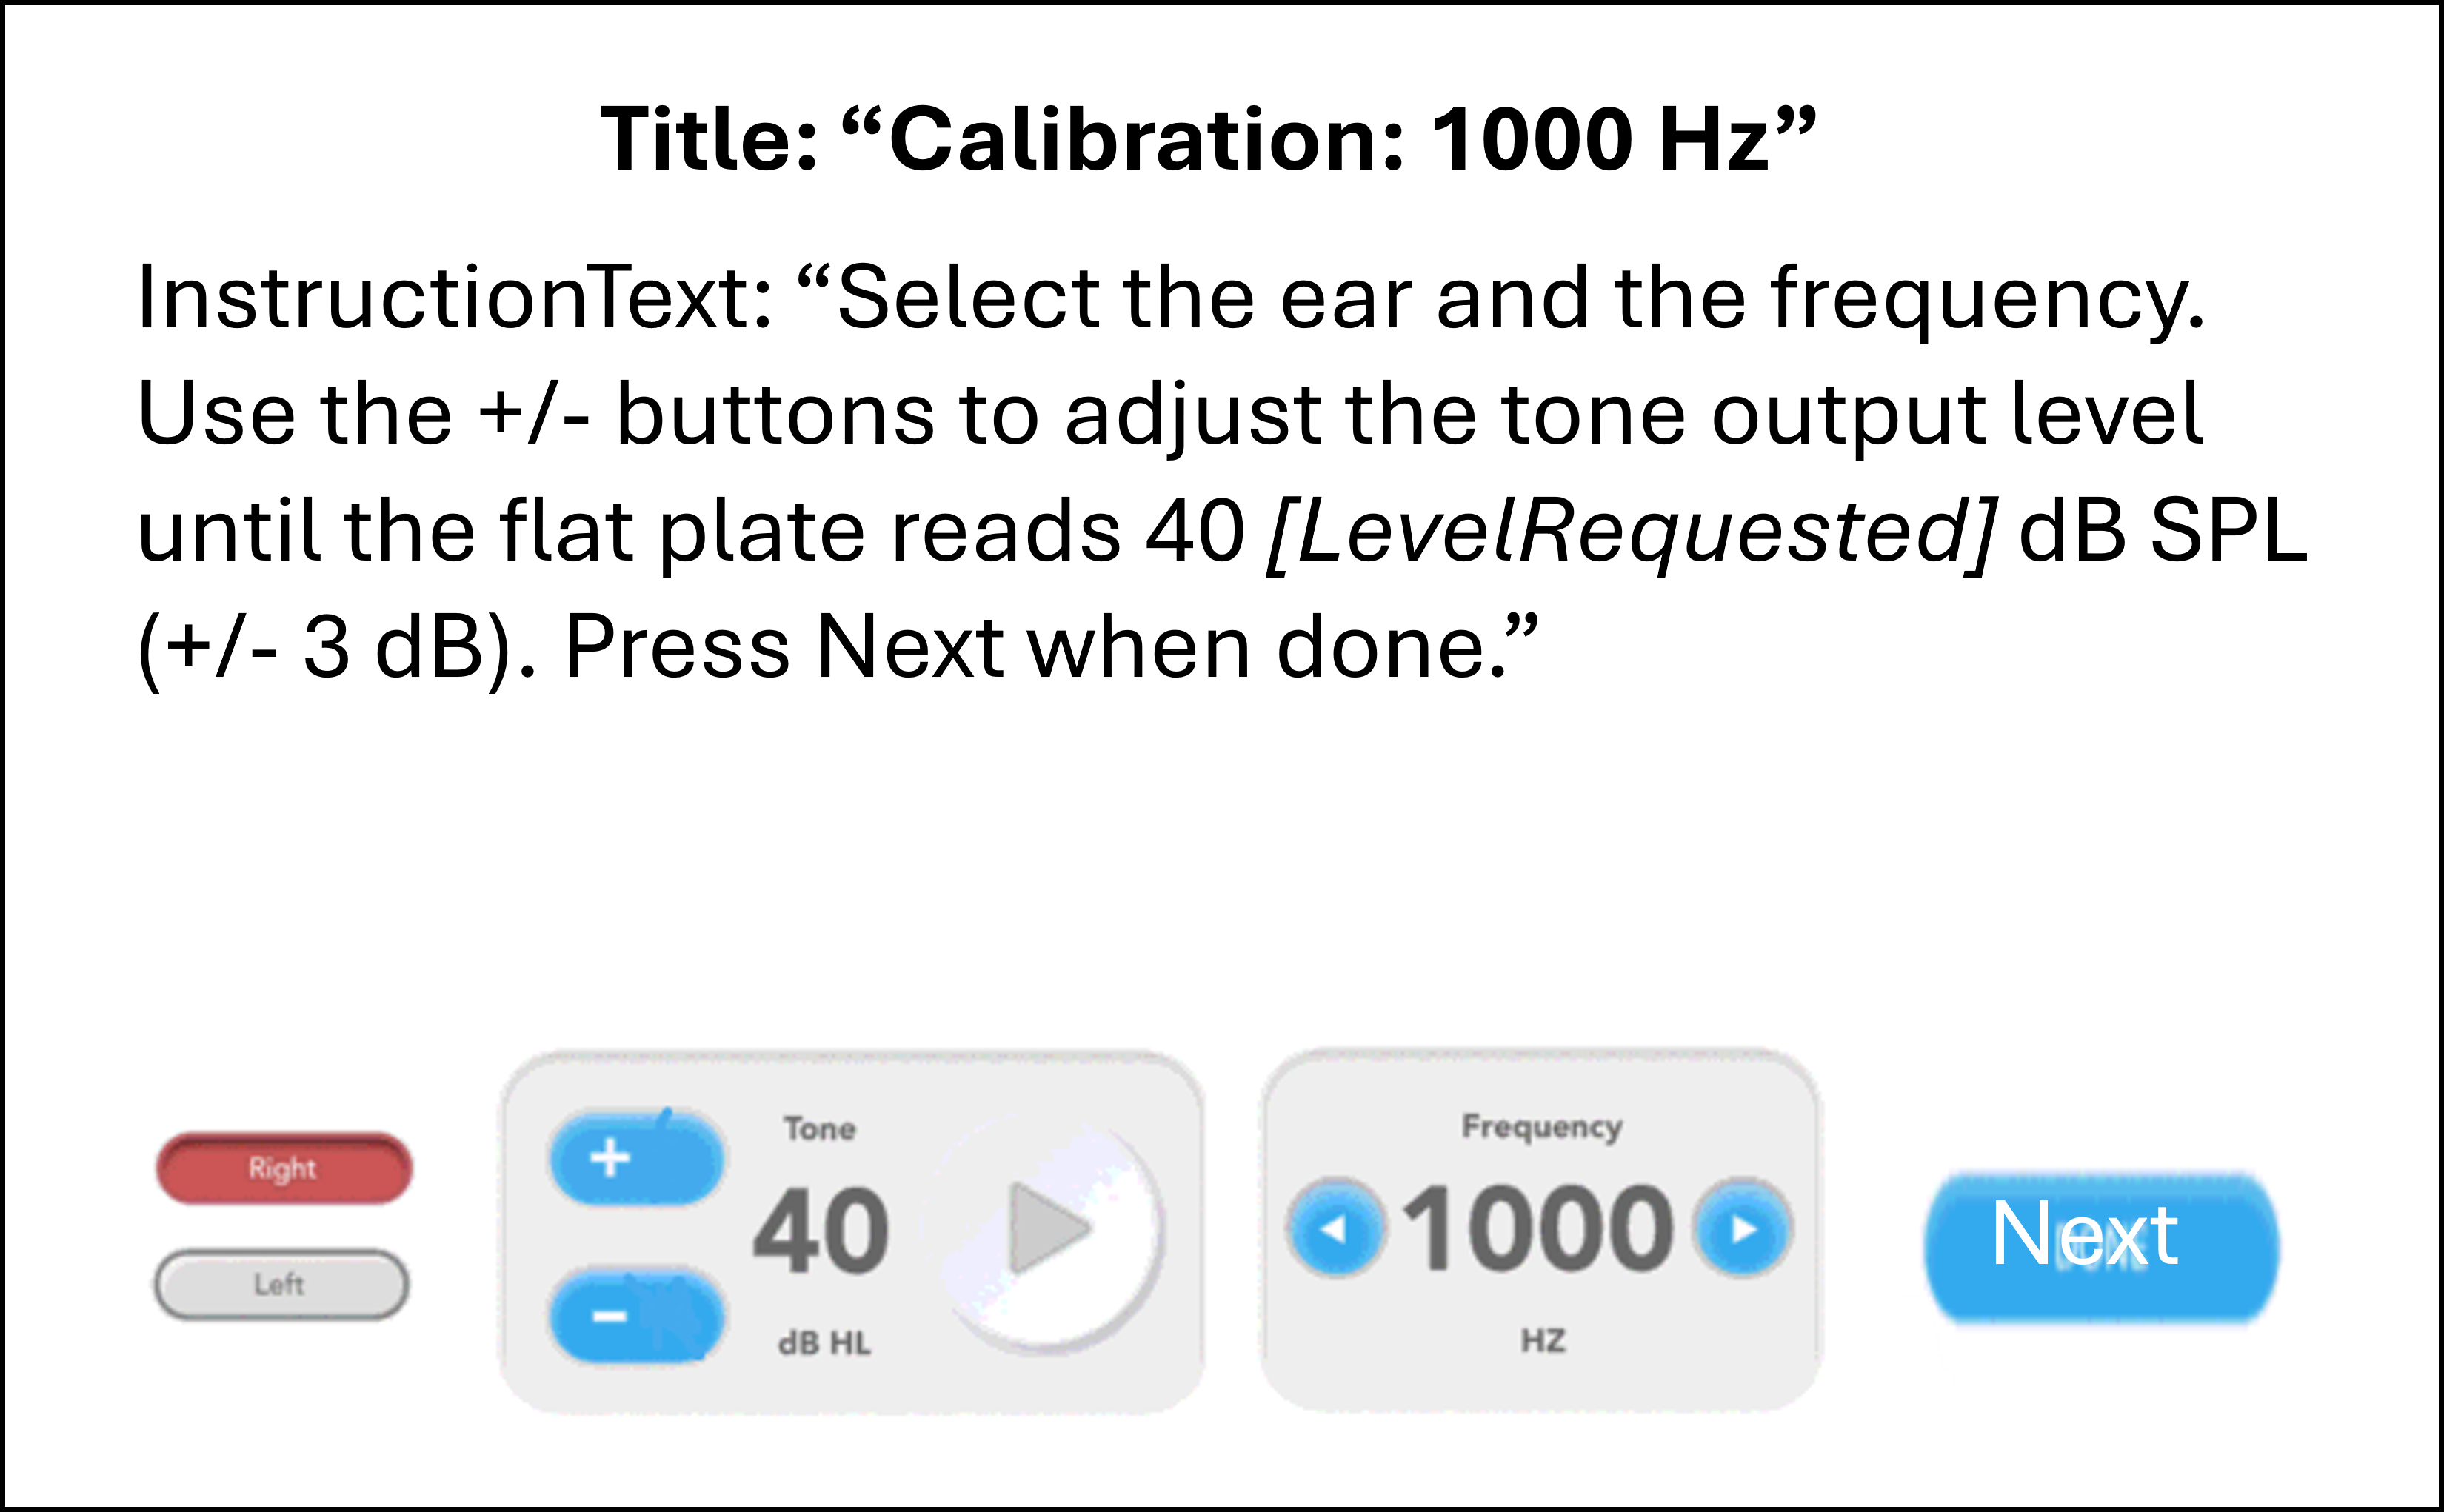 Title: “Calibration: 1000 Hz”
InstructionText: “Select the ear and the frequency.
Use the +/- buttons to adjust the tone output level
until the flat plate reads 40 [LevelRequested] dB SPL
(+/- 3 dB). Press Next when done.”
Right
Left
+
-
Tone
40
dB HL
Frequency
1000
HZ
Next